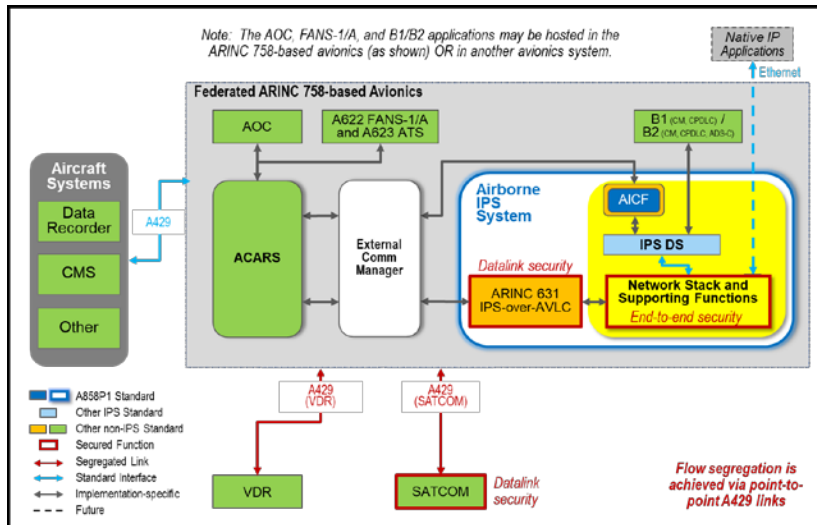 Note: The AOC, FANS-1/A, and B1/B2 applications may be hosted in the
ARINC 758-based avionics (as shown) OR in another avionics system.
Native IP
Applications
Ethernet
Federated ARINC 758-based Avionics
AOC
A622 FANS-1/A
and A623 ATS
B1 (CM, CPDLC) /
B2 (CM, CPDLC, ADS-C)
Aircraft
Systems
Data
Recorder
CMS
Other
A429
ACARS
External
Comm
Manager
Airborne
IPS
System
AICF
IPS DS
Datalink security
ARINC 631
IPS-over-AVLC
Network Stack and
Supporting Functions
End-to-end security
A429
(VDR)
A429
(SATCOM)
A858P1 Standard
Other IPS Standard
Other non-IPS Standard
Secured Function
Segregated Link
Standard Interface
Implementation-specific
Future
VDR
SATCOM
Datalink
security
Flow segregation is
achieved via point-to-
point A429 links